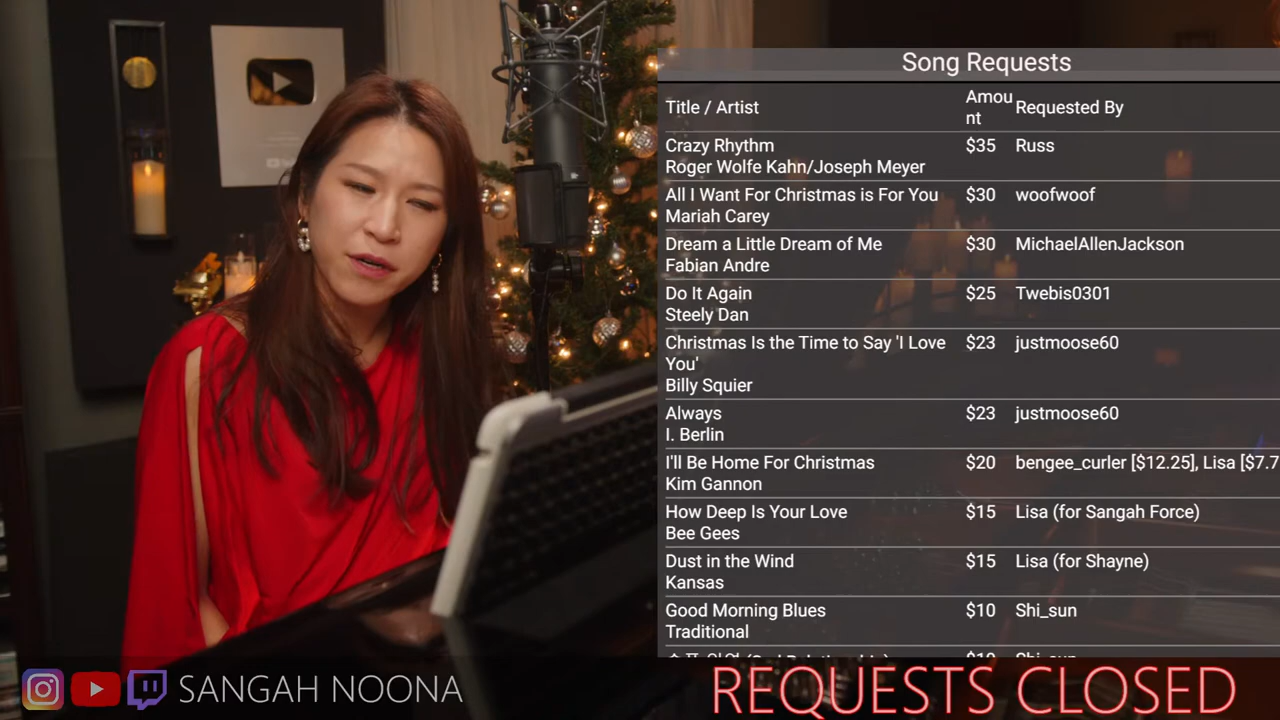 Song Requests
Title / Artist
Amou
nt
Requested By
Crazy Rhythm
Roger Wolfe Kahn/Joseph Meyer
$35
Russ
All I Want For Christmas is For You
Mariah Carey
$30
woofwoof
Dream a Little Dream of Me
Fabian Andre
$30
MichaelAllenJackson
Do It Again
Steely Dan
$25
Twebis0301
Christmas Is the Time to Say 'I Love
You'
Billy Squier
$23
justmoose60
Always
I. Berlin
$23
justmoose60
I'll Be Home For Christmas
Kim Gannon
$20
bengee_curler [$12.25], Lisa [$7.7
How Deep Is Your Love
Bee Gees
$15
Lisa (for Sangah Force)
Dust in the Wind
Kansas
$15
Lisa (for Shayne)
Good Morning Blues
Traditional
$10
Shi_sun
$10
Shi_sun
SANGAH NOONA
REQUESTS CLOSED